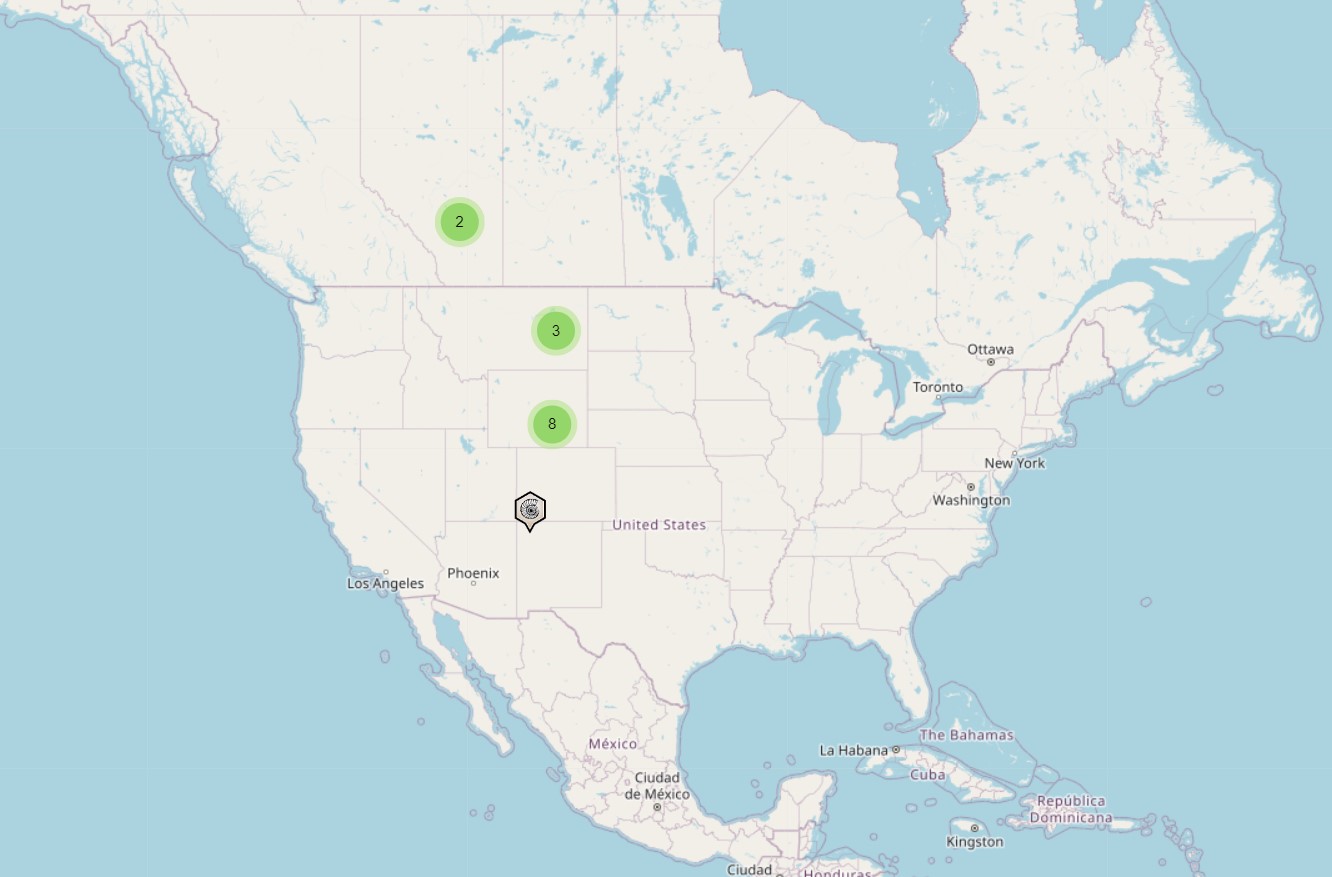 2
3
Ottawa
Toronto
8
New York
Washington
United States
Phoenix
Los Angeles
The Bahamas
México
La Habana
Cuba
Ciudad
de México
República
Dominicana
Kingston
Ciudad
Honduras